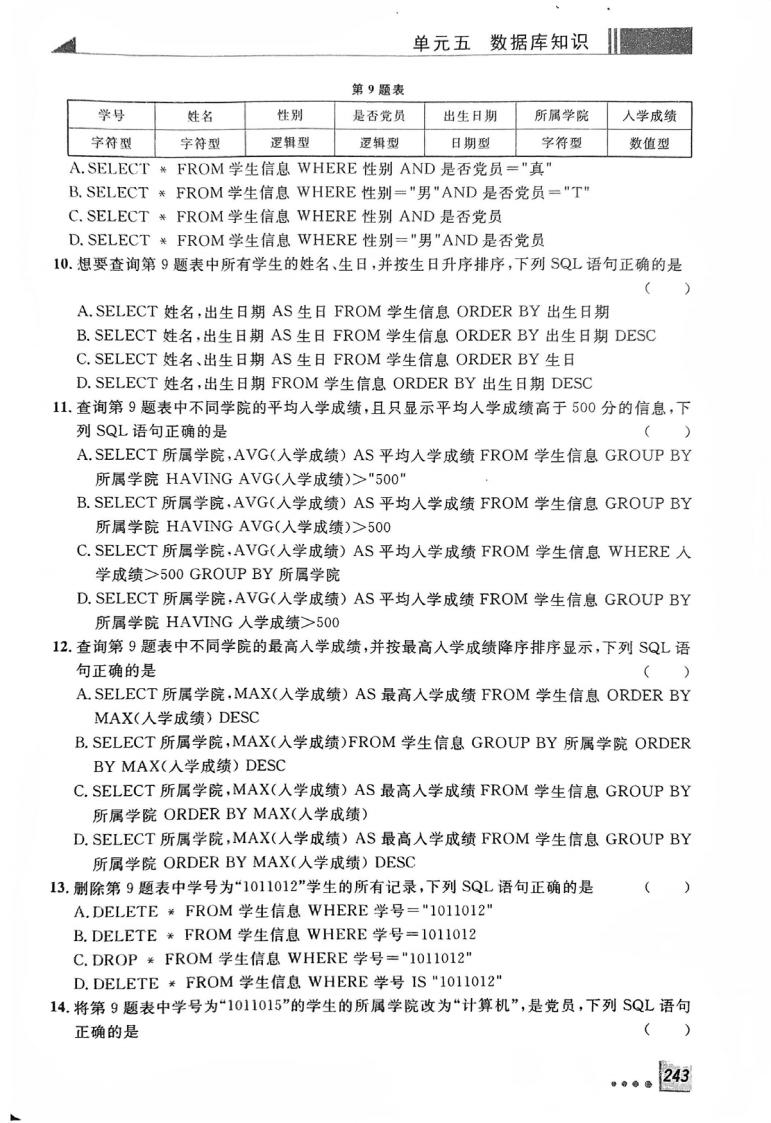 单元五 数据库知识
第 9 题表
学号 姓名 性别 是否党员 出生日期 所属学院 入学成绩
字符型 字符型 逻辑型 逻辑型 日期型 字符型 数值型
A. SELECT * FROM 学生信息 WHERE 性别 AND 是否党员="真"
B. SELECT * FROM 学生信息 WHERE 性别="男"AND 是否党员="T"
C. SELECT * FROM 学生信息 WHERE 性别 AND 是否党员
D. SELECT * FROM 学生信息 WHERE 性别="男"AND 是否党员
10. 想要查询第 9 题表中所有学生的姓名、生日,并按生日升序排序,下列 SQL 语句正确的是
( )
A. SELECT 姓名,出生日期 AS 生日 FROM 学生信息 ORDER BY 出生日期
B. SELECT 姓名,出生日期 AS 生日 FROM 学生信息 ORDER BY 出生日期 DESC
C. SELECT 姓名、出生日期 AS 生日 FROM 学生信息 ORDER BY 生日
D. SELECT 姓名,出生日期 FROM 学生信息 ORDER BY 出生日期 DESC
11. 查询第 9 题表中不同学院的平均入学成绩,且只显示平均入学成绩高于 500 分的信息,下
列 SQL 语句正确的是 ( )
A. SELECT 所属学院,AVG(入学成绩) AS 平均入学成绩 FROM 学生信息 GROUP BY
所属学院 HAVING AVG(入学成绩)>"500"
B. SELECT 所属学院,AVG(入学成绩) AS 平均入学成绩 FROM 学生信息 GROUP BY
所属学院 HAVING AVG(入学成绩)>500
C. SELECT 所属学院,AVG(入学成绩) AS 平均入学成绩 FROM 学生信息 WHERE 入
学成绩>500 GROUP BY 所属学院
D. SELECT 所属学院,AVG(入学成绩) AS 平均入学成绩 FROM 学生信息 GROUP BY
所属学院 HAVING 入学成绩>500
12. 查询第 9 题表中不同学院的最高入学成绩,并按最高入学成绩降序排序显示,下列 SQL 语
句正确的是 ( )
A. SELECT 所属学院,MAX(入学成绩) AS 最高入学成绩 FROM 学生信息 ORDER BY
MAX(入学成绩) DESC
B. SELECT 所属学院,MAX(入学成绩)FROM 学生信息 GROUP BY 所属学院 ORDER
BY MAX(入学成绩) DESC
C. SELECT 所属学院,MAX(入学成绩) AS 最高入学成绩 FROM 学生信息 GROUP BY
所属学院 ORDER BY MAX(入学成绩)
D. SELECT 所属学院,MAX(入学成绩) AS 最高入学成绩 FROM 学生信息 GROUP BY
所属学院 ORDER BY MAX(入学成绩) DESC
13. 删除第 9 题表中学号为“1011012”学生的所有记录,下列 SQL 语句正确的是 ( )
A. DELETE * FROM 学生信息 WHERE 学号="1011012"
B. DELETE * FROM 学生信息 WHERE 学号=1011012
C. DROP * FROM 学生信息 WHERE 学号="1011012"
D. DELETE * FROM 学生信息 WHERE 学号 IS "1011012"
14. 将第 9 题表中学号为“1011015”的学生的所属学院改为“计算机”,是党员,下列 SQL 语句
正确的是 ( )
243